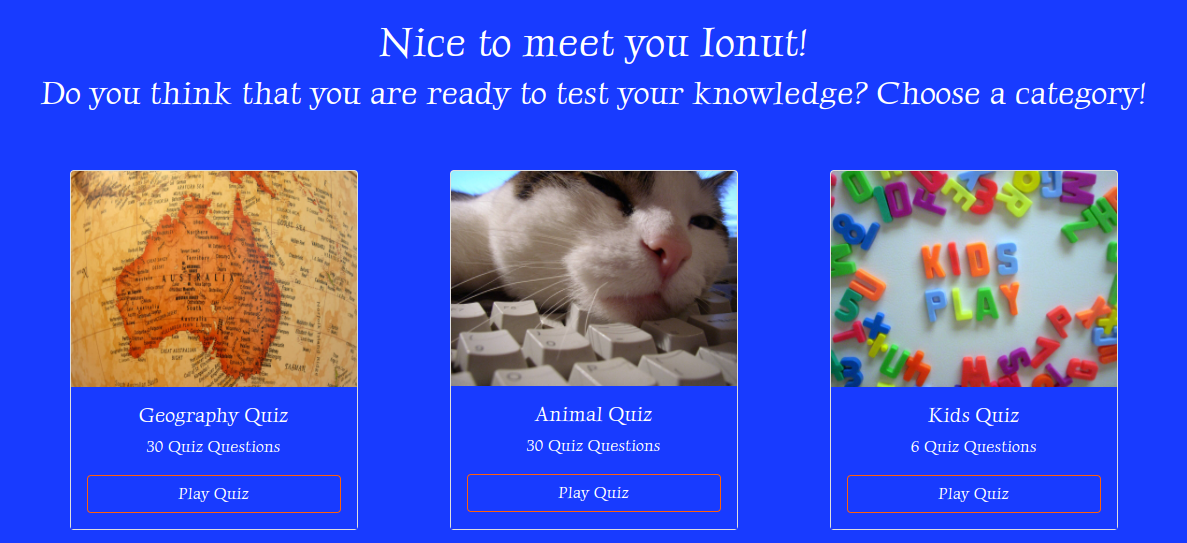 Nice to meet you Ionut!
Do you think that you are ready to test your knowledge? Choose a category!
AUSTRALIA
KIDS
PLAY
Geography Quiz
30 Quiz Questions
Play Quiz
Animal Quiz
30 Quiz Questions
Play Quiz
Kids Quiz
6 Quiz Questions
Play Quiz